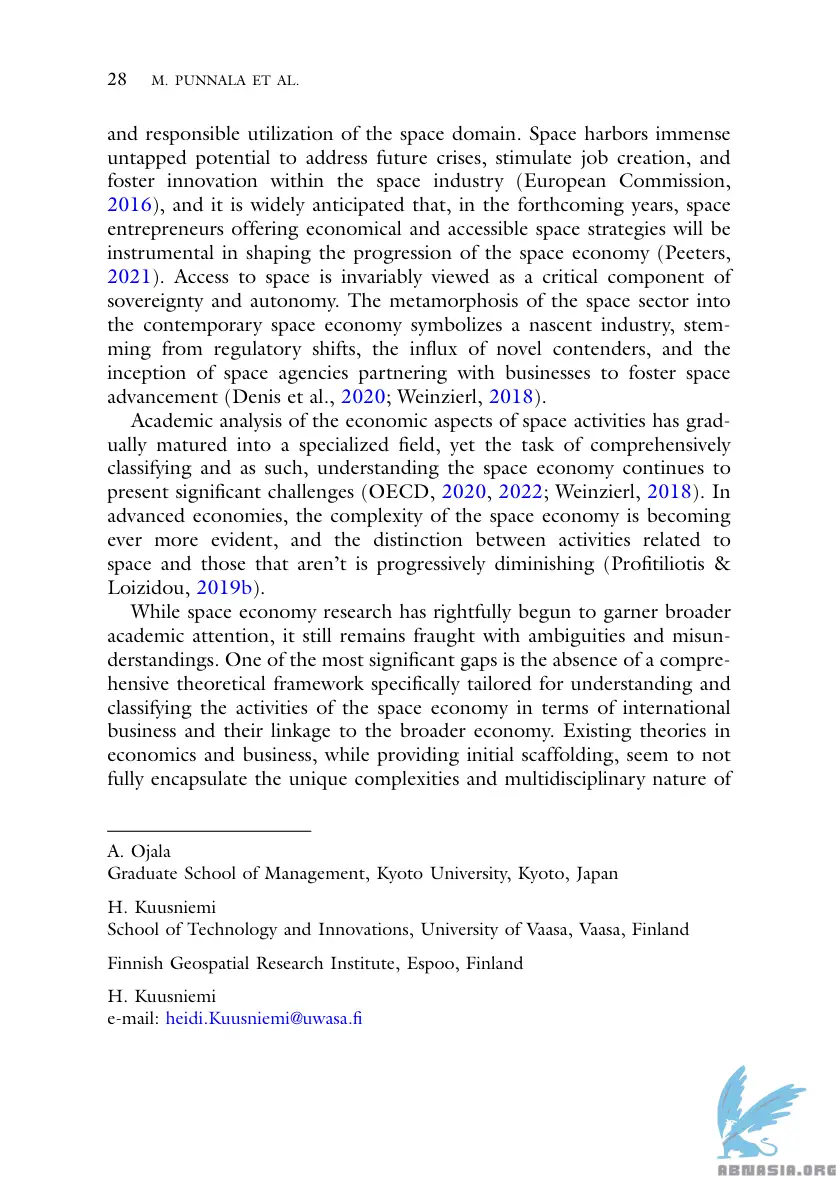 28 M. PUNNALA ET AL.
and responsible utilization of the space domain. Space harbors immense
untapped potential to address future crises, stimulate job creation, and
foster innovation within the space industry (European Commission,
2016), and it is widely anticipated that, in the forthcoming years, space
entrepreneurs offering economical and accessible space strategies will be
instrumental in shaping the progression of the space economy (Peeters,
2021). Access to space is invariably viewed as a critical component of
sovereignty and autonomy. The metamorphosis of the space sector into
the contemporary space economy symbolizes a nascent industry, stem-
ming from regulatory shifts, the influx of novel contenders, and the
inception of space agencies partnering with businesses to foster space
advancement (Denis et al., 2020; Weinzierl, 2018).
Academic analysis of the economic aspects of space activities has grad-
ually matured into a specialized field, yet the task of comprehensively
classifying and as such, understanding the space economy continues to
present significant challenges (OECD, 2020, 2022; Weinzierl, 2018). In
advanced economies, the complexity of the space economy is becoming
ever more evident, and the distinction between activities related to
space and those that aren't is progressively diminishing (Profitiliotis &
Loizidou, 2019b).
While space economy research has rightfully begun to garner broader
academic attention, it still remains fraught with ambiguities and misun-
derstandings. One of the most significant gaps is the absence of a compre-
hensive theoretical framework specifically tailored for understanding and
classifying the activities of the space economy in terms of international
business and their linkage to the broader economy. Existing theories in
economics and business, while providing initial scaffolding, seem to not
fully encapsulate the unique complexities and multidisciplinary nature of
A. Ojala
Graduate School of Management, Kyoto University, Kyoto, Japan
H. Kuusniemi
School of Technology and Innovations, University of Vaasa, Vaasa, Finland
Finnish Geospatial Research Institute, Espoo, Finland
H. Kuusniemi
e-mail: heidi.Kuusniemi@uwasa.fi
ABNASIA.ORG